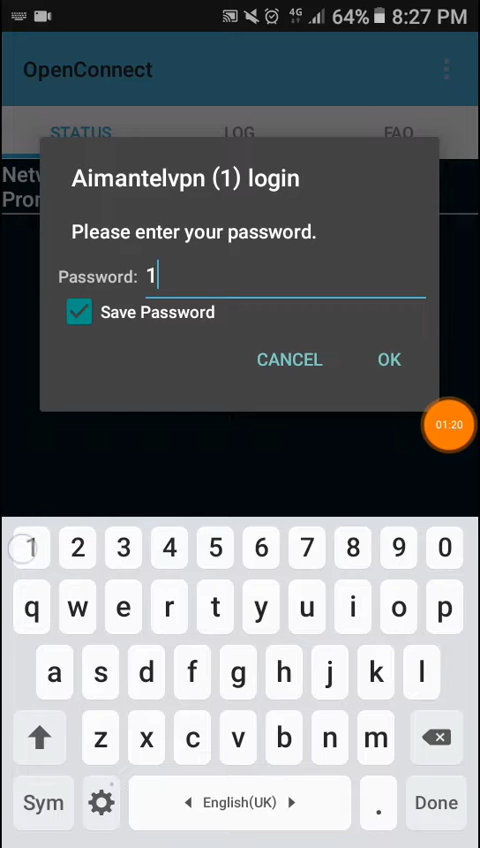 4G 64% 8:27 PM
OpenConnect
STATUS LOG FAQ
Aimantelvpn (1) login
Please enter your password.
Password: 1
Save Password
CANCEL OK
01:20
1 2 3 4 5 6 7 8 9 0
q w e r t y u i o p
a s d f g h j k l
z x c v b n m
Sym English(UK) . Done